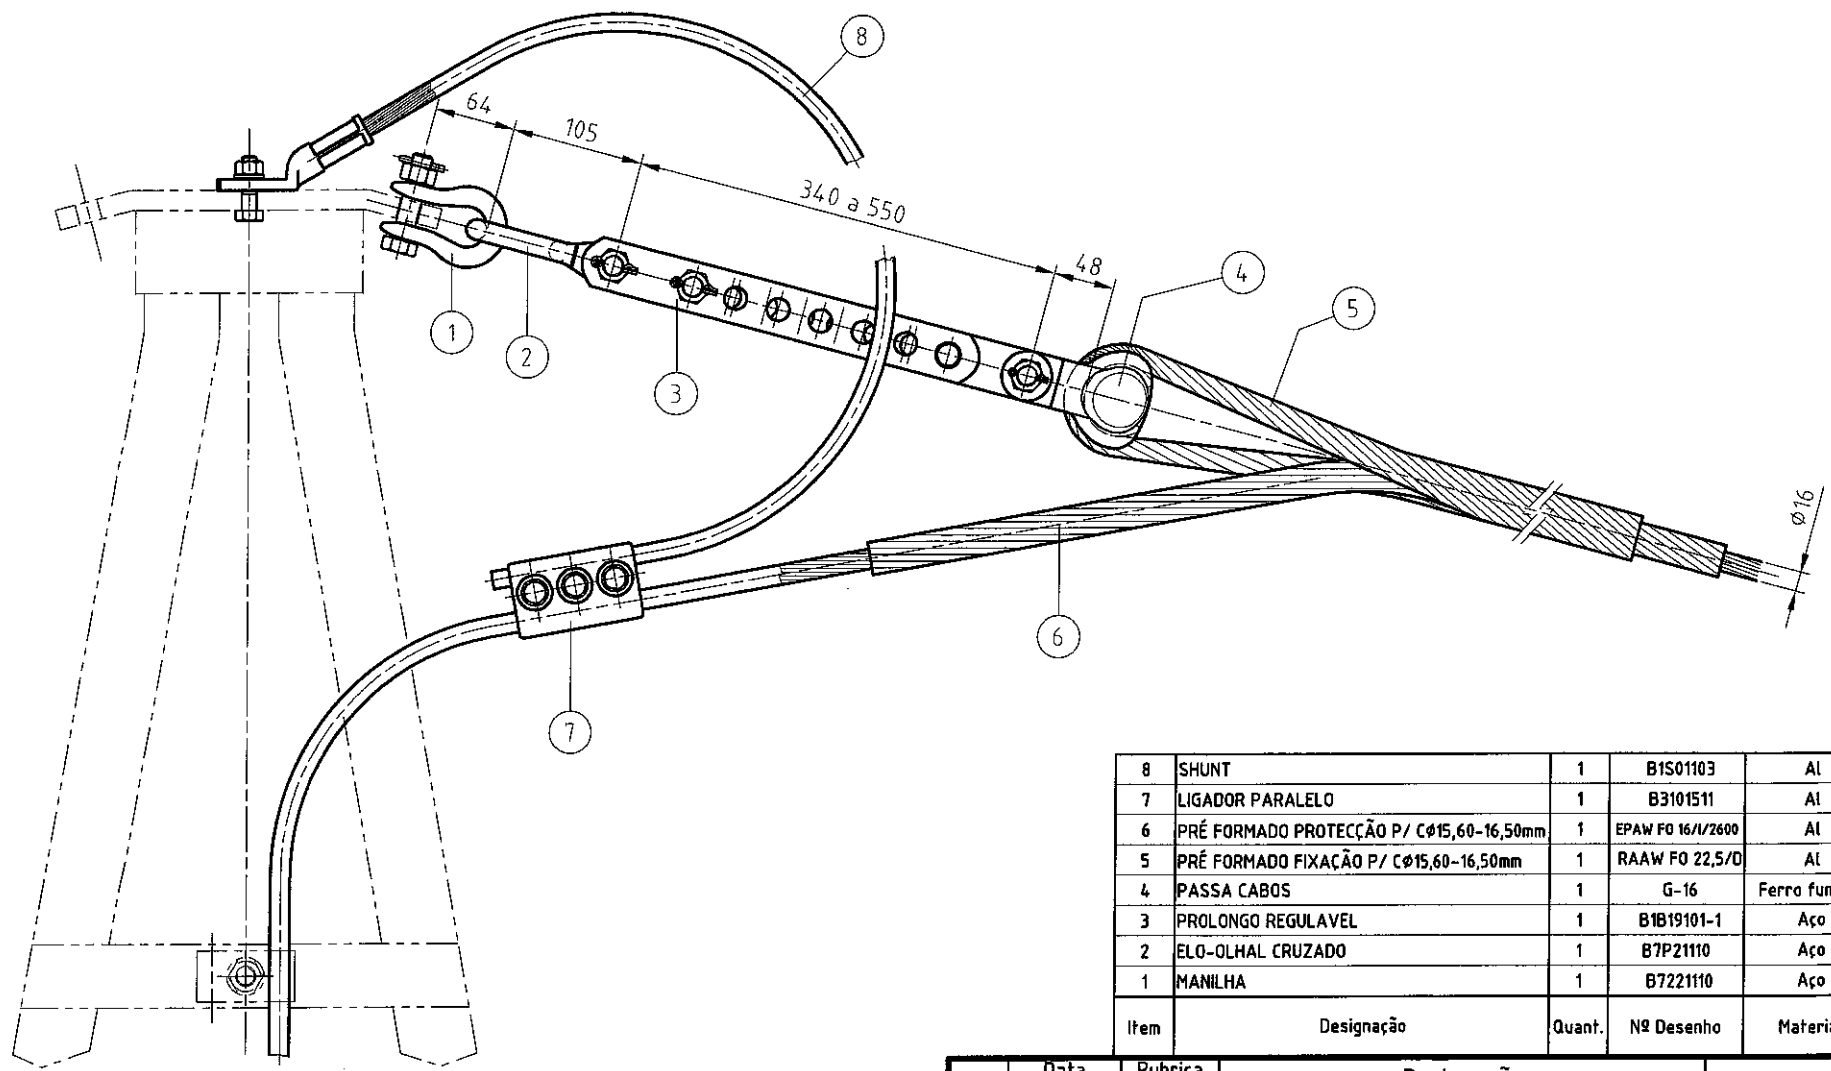 8
64
105
340 a 550
48
4
5
1
2
3
Ø16
6
7
8 SHUNT 1 B1S01103 Al
7 LIGADOR PARALELO 1 B3101511 Al
6 PRÉ FORMADO PROTECÇÃO P/ CØ15,60-16,50mm 1 EPAW FO 16/I/2600 Al
5 PRÉ FORMADO FIXAÇÃO P/ CØ15,60-16,50mm 1 RAAW FO 22,5/D Al
4 PASSA CABOS 1 G-16 Ferro fun
3 PROLONGO REGULAVEL 1 B1B19101-1 Aço
2 ELO-OLHAL CRUZADO 1 B7P21110 Aço
1 MANILHA 1 B7221110 Aço
Item Designação Quant. Nº Desenho Materi
Data Rubrica